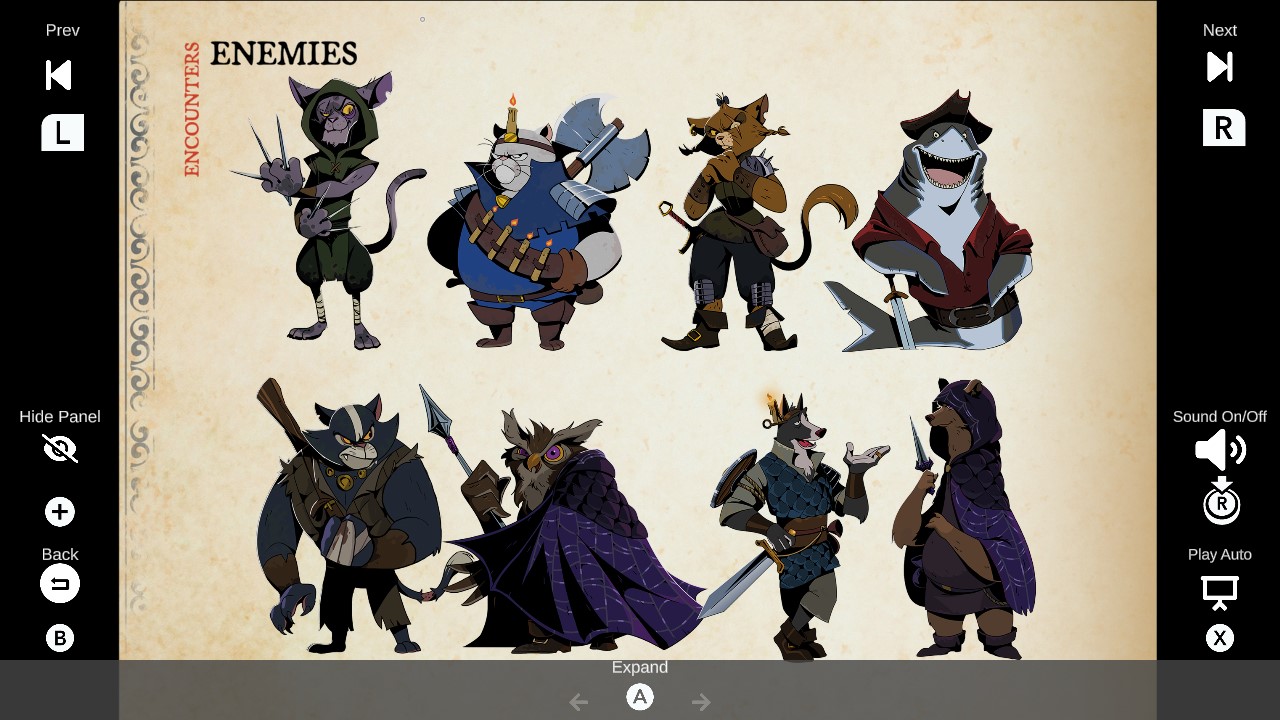 Prev
L
Hide Panel
Back
B
ENCOUNTERS
ENEMIES
Expand
A
Next
R
Sound On/Off
R
Play Auto
X